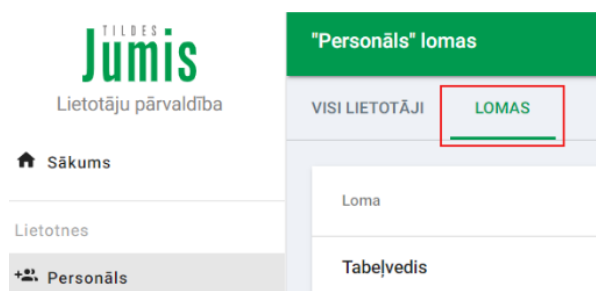 TILDES
Jumis
Lietotāju pārvaldība
Sākums
Lietotnes
Personāls
"Personāls" lomas
VISI LIETOTĀJI LOMAS
Loma
Tabeļvedis